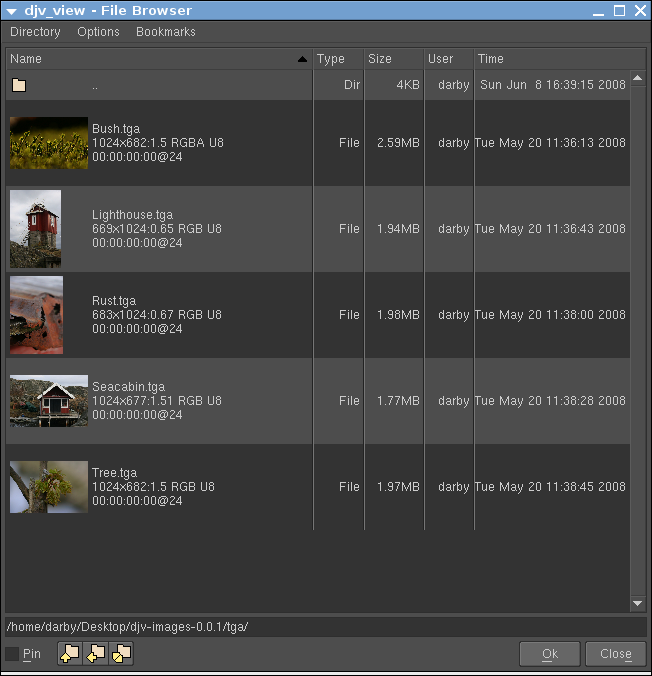 djv_view - File Browser
Directory Options Bookmarks
Name Type Size User Time
.. Dir 4KB darby Sun Jun 8 16:39:15 2008
Bush.tga
1024x682:1.5 RGBA U8 File 2.59MB darby Tue May 20 11:36:13 2008
00:00:00:00@24
Lighthouse.tga
669x1024:0.65 RGB U8 File 1.94MB darby Tue May 20 11:36:43 2008
00:00:00:00@24
Rust.tga
683x1024:0.67 RGB U8 File 1.98MB darby Tue May 20 11:38:00 2008
00:00:00:00@24
Seacabin.tga
1024x677:1.51 RGB U8 File 1.77MB darby Tue May 20 11:38:28 2008
00:00:00:00@24
Tree.tga
1024x682:1.5 RGB U8 File 1.97MB darby Tue May 20 11:38:45 2008
00:00:00:00@24
/home/darby/Desktop/djv-images-0.0.1/tga/
Pin Ok Close